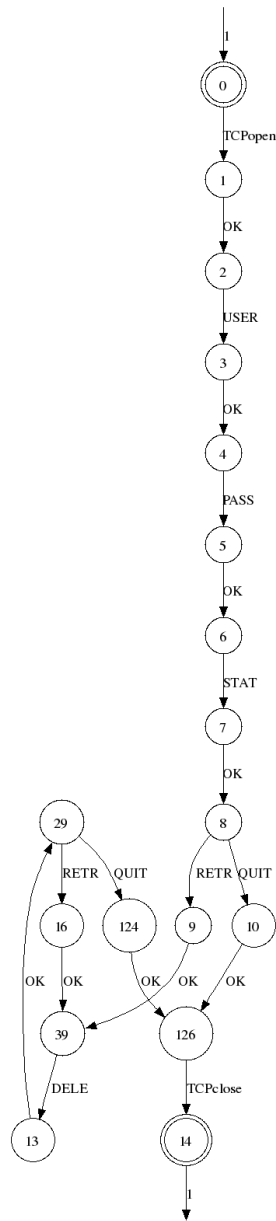 1
0
TCPopen
1
OK
2
USER
3
OK
4
PASS
5
OK
6
STAT
7
OK
29 8
RETR QUIT RETR QUIT
16 124 9 10
OK OK OK OK
39 126
DELE TCPclose
13 14
OK
1